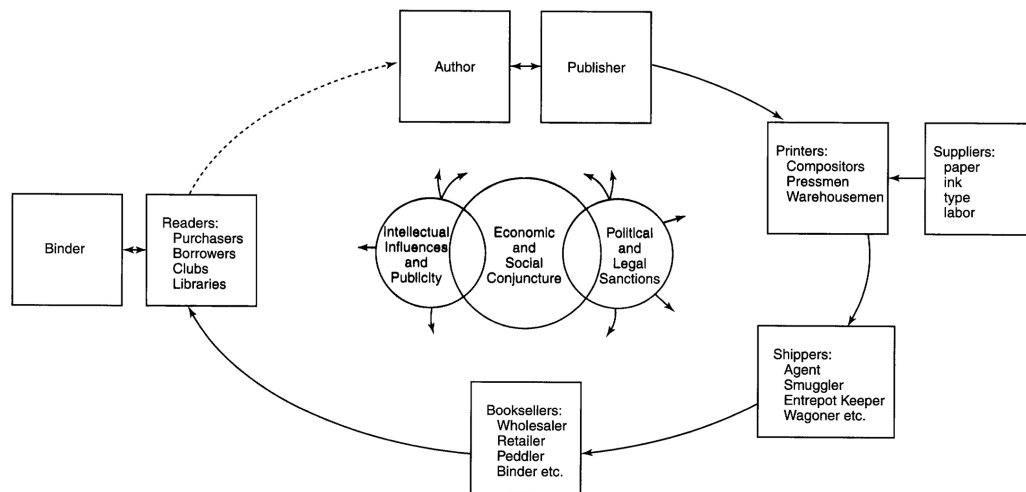 Author
Publisher
Printers:
Compositors
Pressmen
Warehousemen
Suppliers:
paper
ink
type
labor
Binder
Readers:
Purchasers
Borrowers
Clubs
Libraries
Intellectual
Influences
and
Publicity
Economic
and
Social
Conjuncture
Political
and
Legal
Sanctions
Shippers:
Agent
Smuggler
Entrepot Keeper
Wagoner etc.
Booksellers:
Wholesaler
Retailer
Peddler
Binder etc.